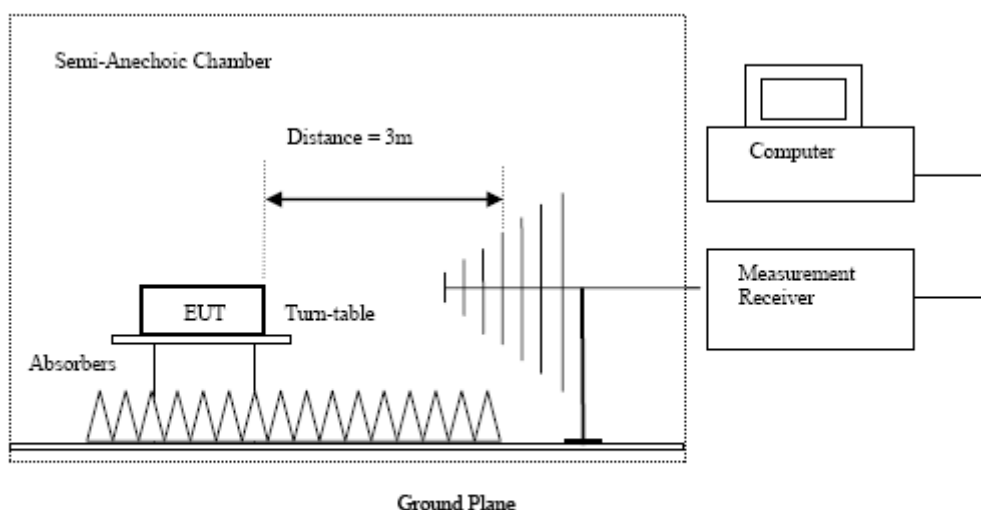 Semi-Anechoic Chamber
Distance = 3m
Computer
Measurement
Receiver
EUT
Turn-table
Absorbers
Ground Plane